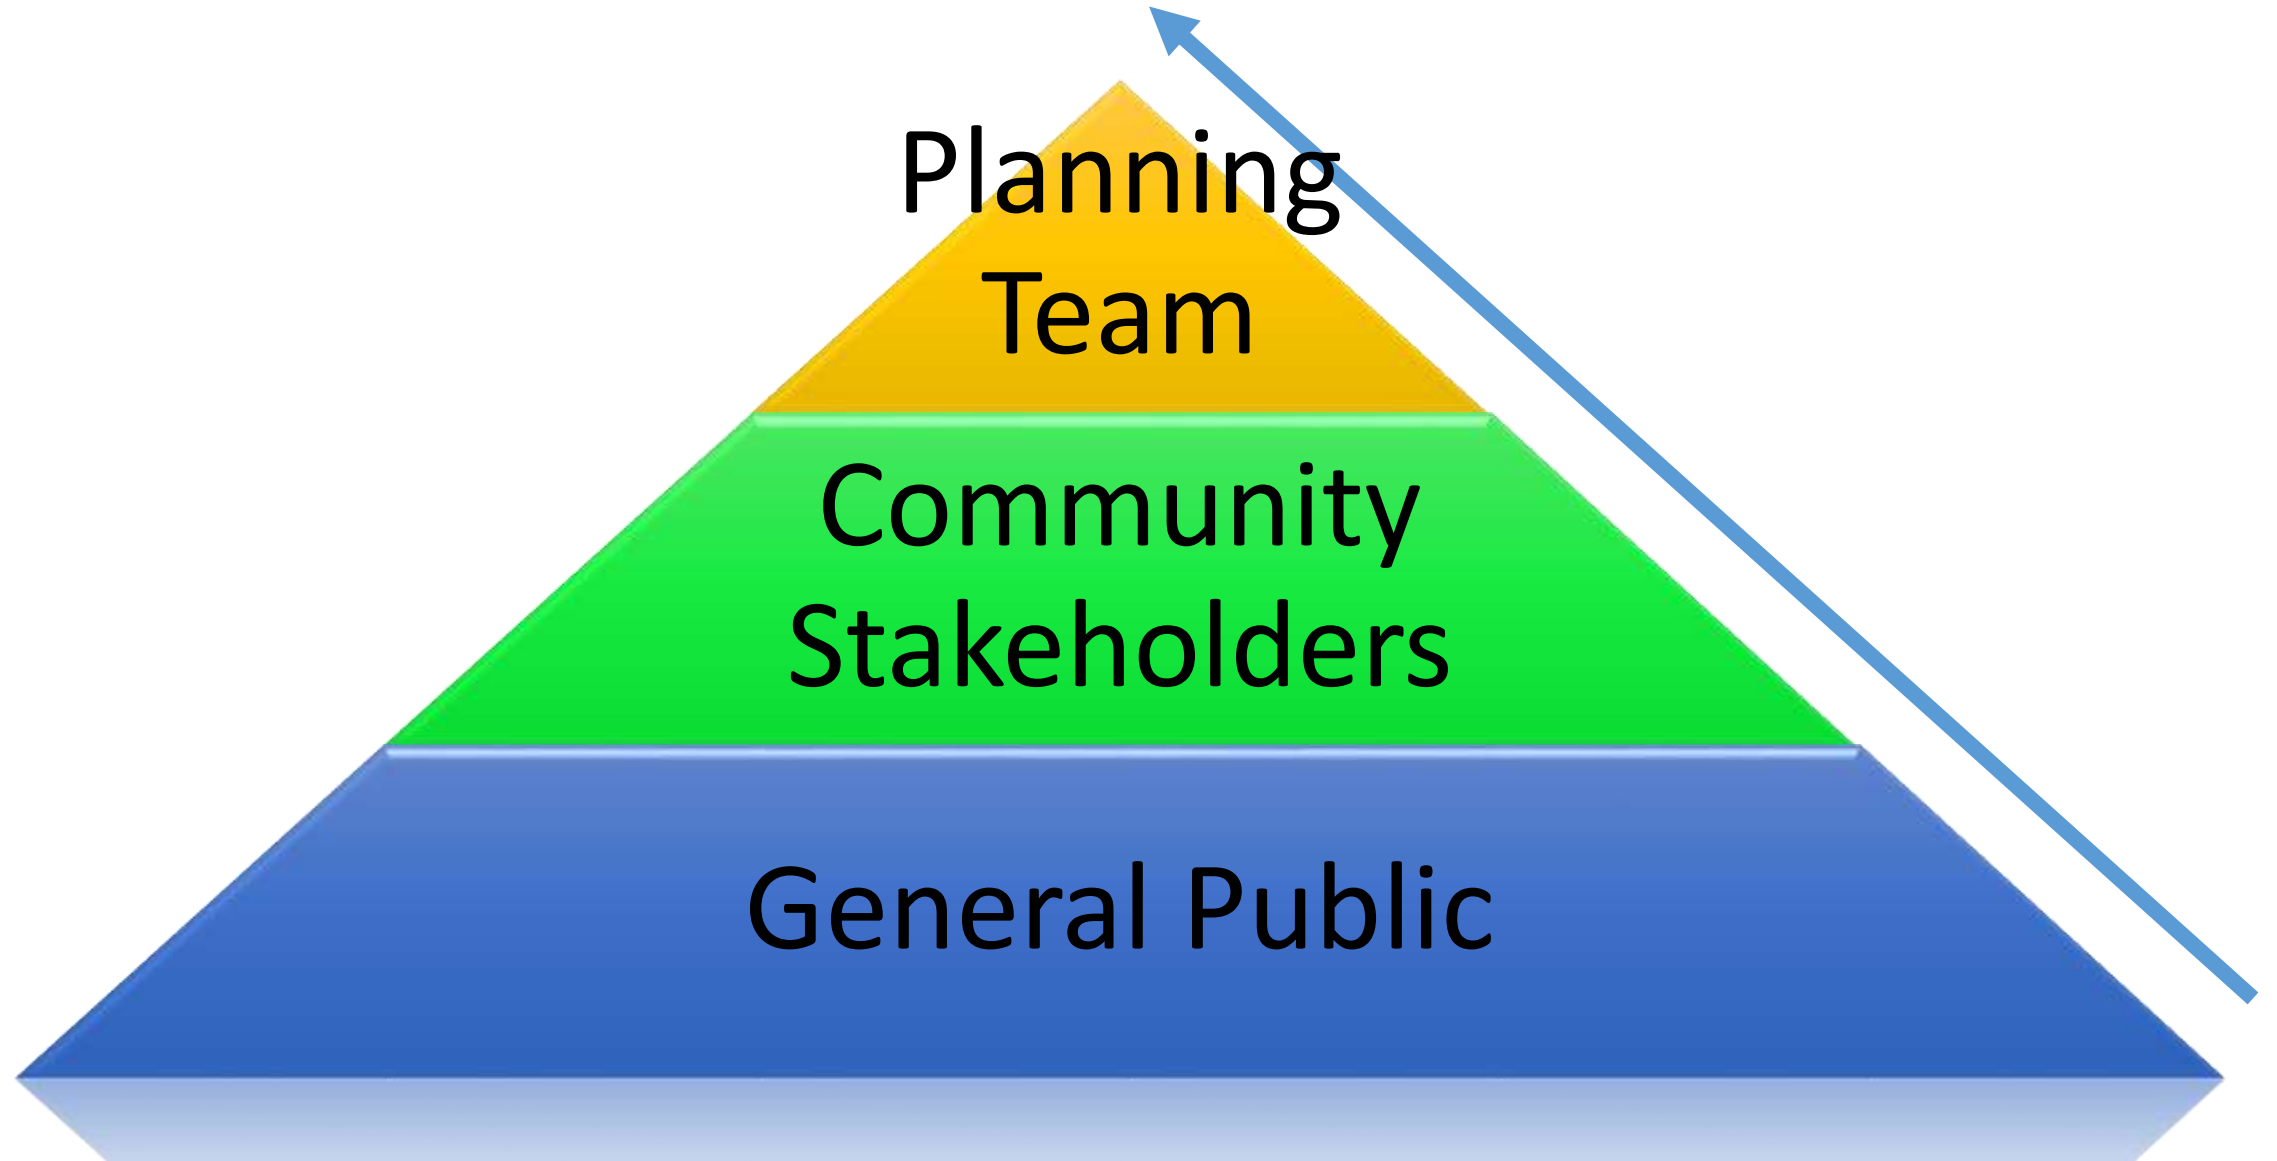 Planning
Team
Community
Stakeholders
General Public